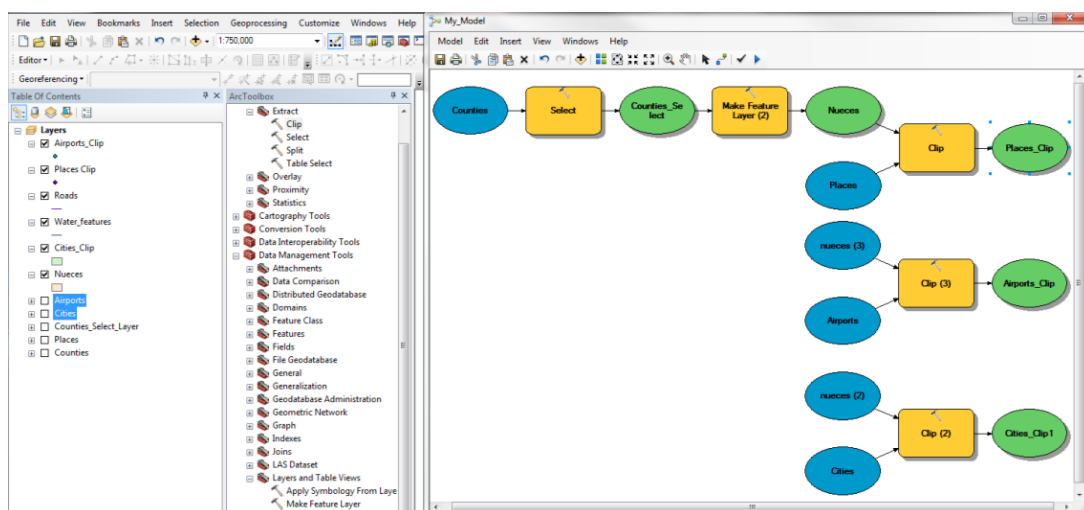 File Edit View Bookmarks Insert Selection Geoprocessing Customize Windows Help
1:750,000
Editor
Georeferencing
Table Of Contents
Layers
Airports_Clip
Places Clip
Roads
Water_features
Cities_Clip
Nueces
Airports
Cities
Counties_Select_Layer
Places
Counties
ArcToolbox
Extract
Clip
Select
Split
Table Select
Overlay
Proximity
Statistics
Cartography Tools
Conversion Tools
Data Interoperability Tools
Data Management Tools
Attachments
Data Comparison
Distributed Geodatabase
Domains
Feature Class
Features
Fields
File Geodatabase
General
Generalization
Geodatabase Administration
Geometric Network
Graph
Indexes
Joins
LAS Dataset
Layers and Table Views
Apply Symbology From Laye
Make Feature Layer
My_Model
Model Edit Insert View Windows Help
Counties
Select
Counties_Se
lect
Make Feature
Layer (2)
Nueces
Clip
Places_Clip
Places
nueces (3)
Clip (3)
Airports_Clip
Airports
nueces (2)
Clip (2)
Cities_Clip1
Cities